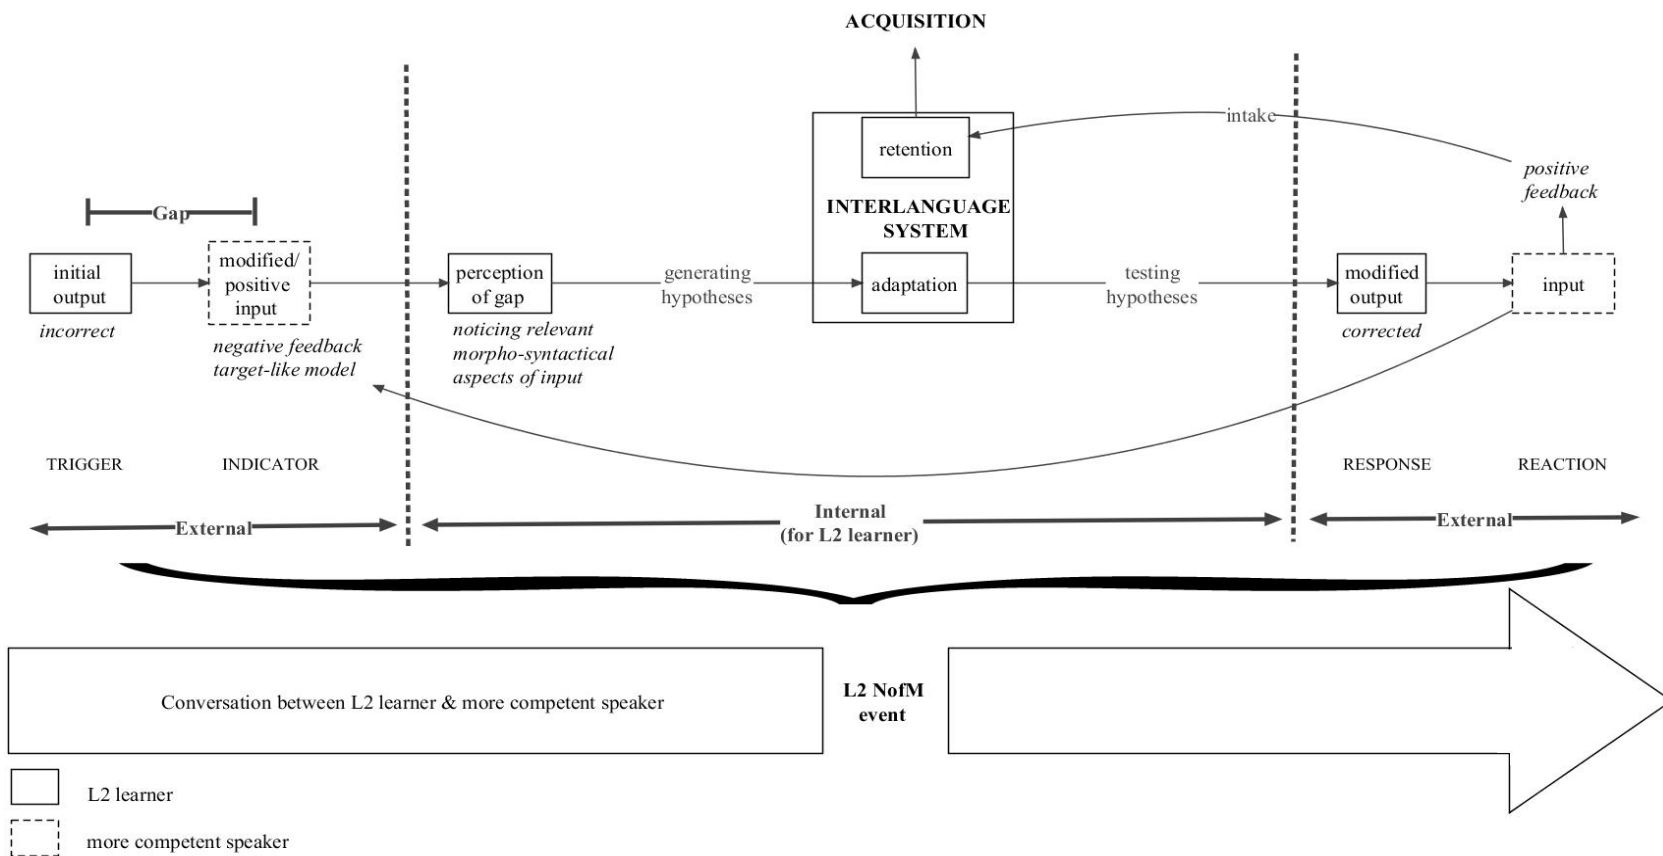 ACQUISITION
intake
retention
positive
feedback
Gap
INTERLANGUAGE
SYSTEM
initial
output
modified/
positive
input
perception
of gap
generating
hypotheses
adaptation
testing
hypotheses
modified
output
input
incorrect
negative feedback
target-like model
noticing relevant
morpho-syntactical
aspects of input
corrected
TRIGGER
INDICATOR
RESPONSE
REACTION
External
Internal
(for L2 learner)
External
Conversation between L2 learner & more competent speaker
L2 NofM
event
L2 learner
more competent speaker